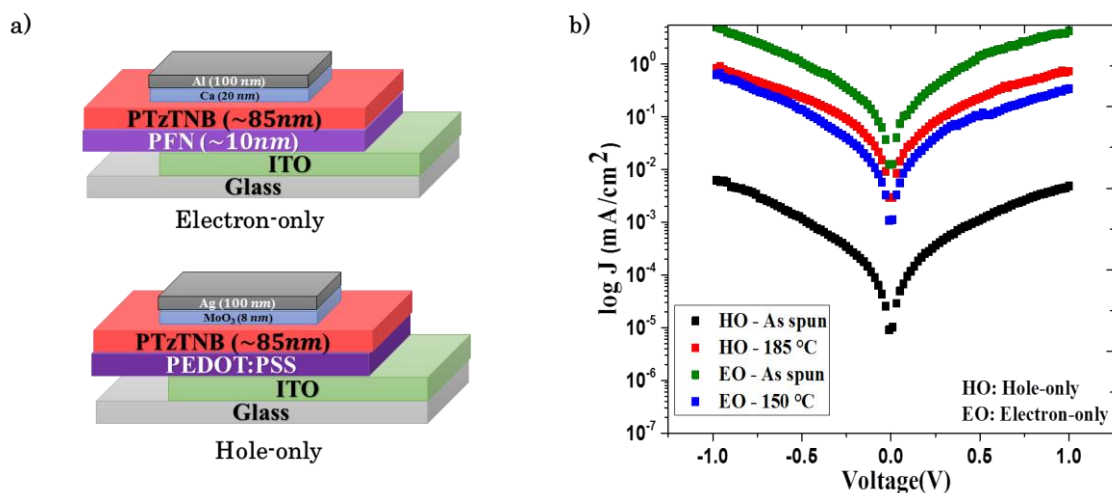 a)
Al (100 nm)
Ca (20 nm)
PTzTNB (~85nm)
PFN (~10nm)
ITO
Glass
Electron-only
Ag (100 nm)
MoO₃ (8 nm)
PTzTNB (~85nm)
PEDOT:PSS
ITO
Glass
Hole-only
b)
log J (mA/cm²)
10⁰
10⁻¹
10⁻²
10⁻³
10⁻⁴
10⁻⁵
10⁻⁶
10⁻⁷
HO - As spun
HO - 185 °C
EO - As spun
EO - 150 °C
HO: Hole-only
EO: Electron-only
-1.0 -0.5 0.0 0.5 1.0
Voltage(V)